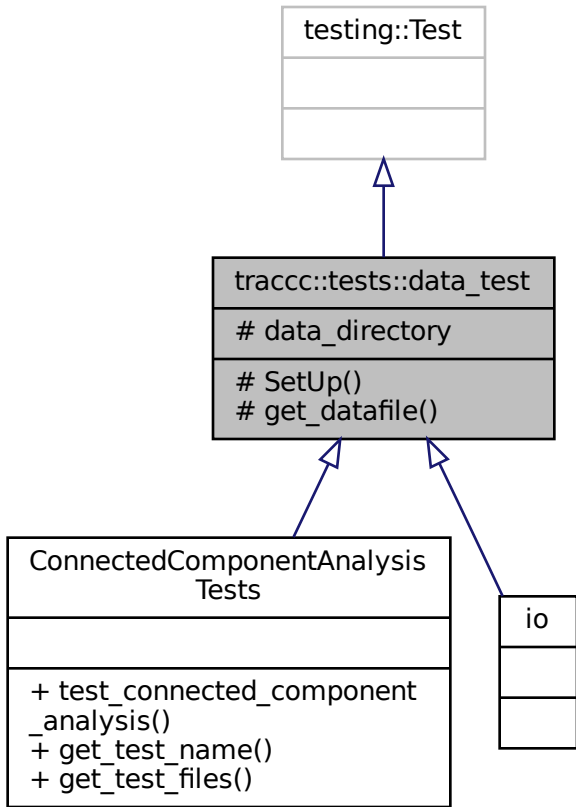 testing::Test
traccc::tests::data_test
# data_directory
# SetUp()
# get_datafile()
ConnectedComponentAnalysis
Tests
+ test_connected_component
_analysis()
+ get_test_name()
+ get_test_files()
io